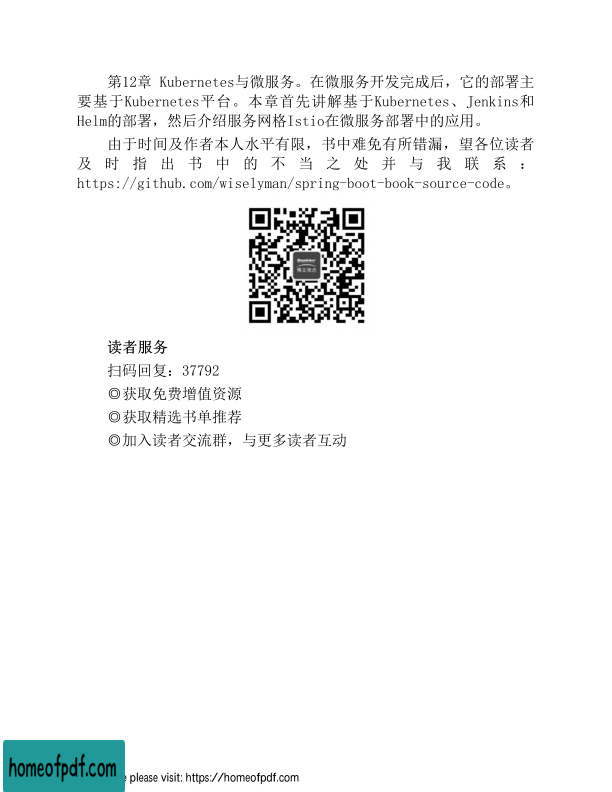 第12章 Kubernetes与微服务。在微服务开发完成后，它的部署主
要基于Kubernetes平台。本章首先讲解基于Kubernetes、Jenkins和
Helm的部署，然后介绍服务网格Istio在微服务部署中的应用。
由于时间及作者本人水平有限，书中难免有所错漏，望各位读者
及时指出书中的不当之处并与我联系：
https://github.com/wiselyman/spring-boot-book-source-code。
博文视点
读者服务
扫码回复：37792
◎获取免费增值资源
◎获取精选书单推荐
◎加入读者交流群，与更多读者互动
homeofpdf.com
e please visit: https://homeofpdf.com